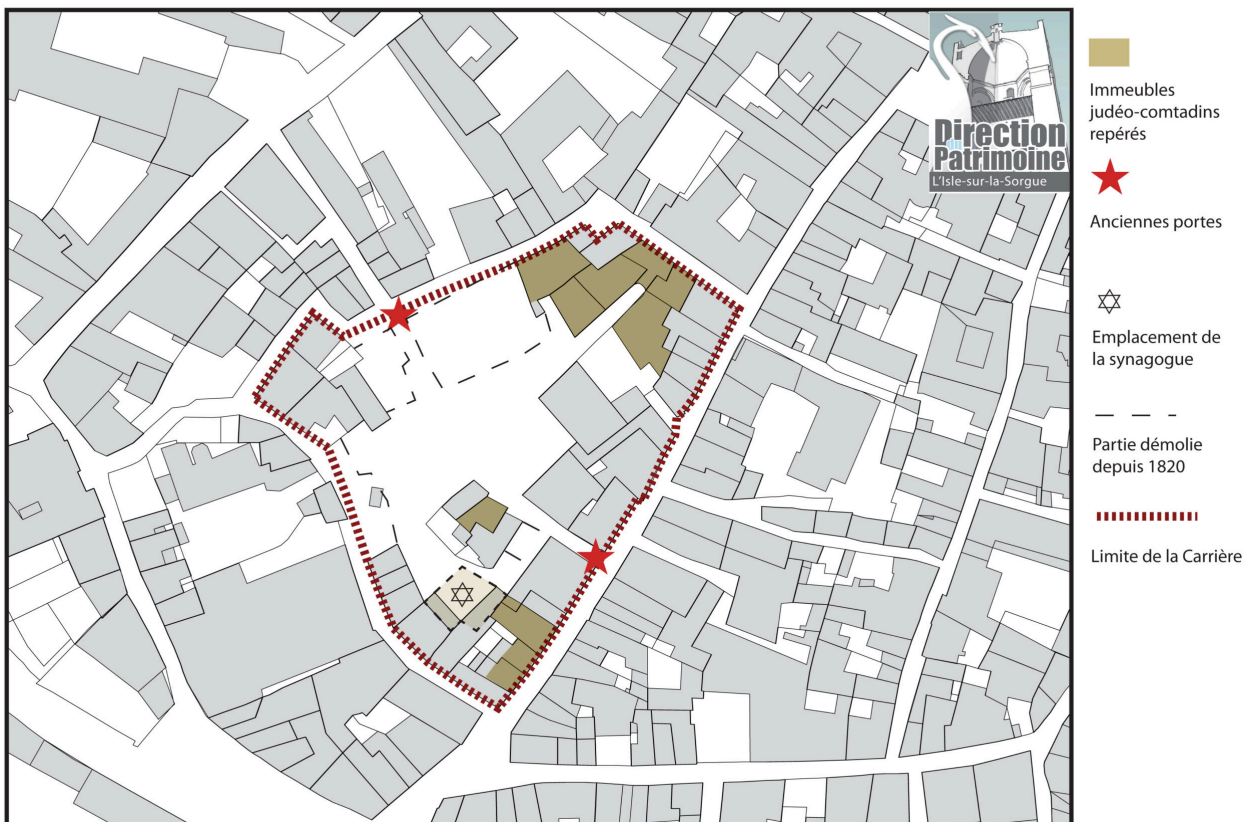 Direction
du
Patrimoine
L'Isle-sur-la-Sorgue
Immeubles
judéo-comtadins
repérés
Anciennes portes
Emplacement de
la synagogue
Partie démolie
depuis 1820
Limite de la Carrière